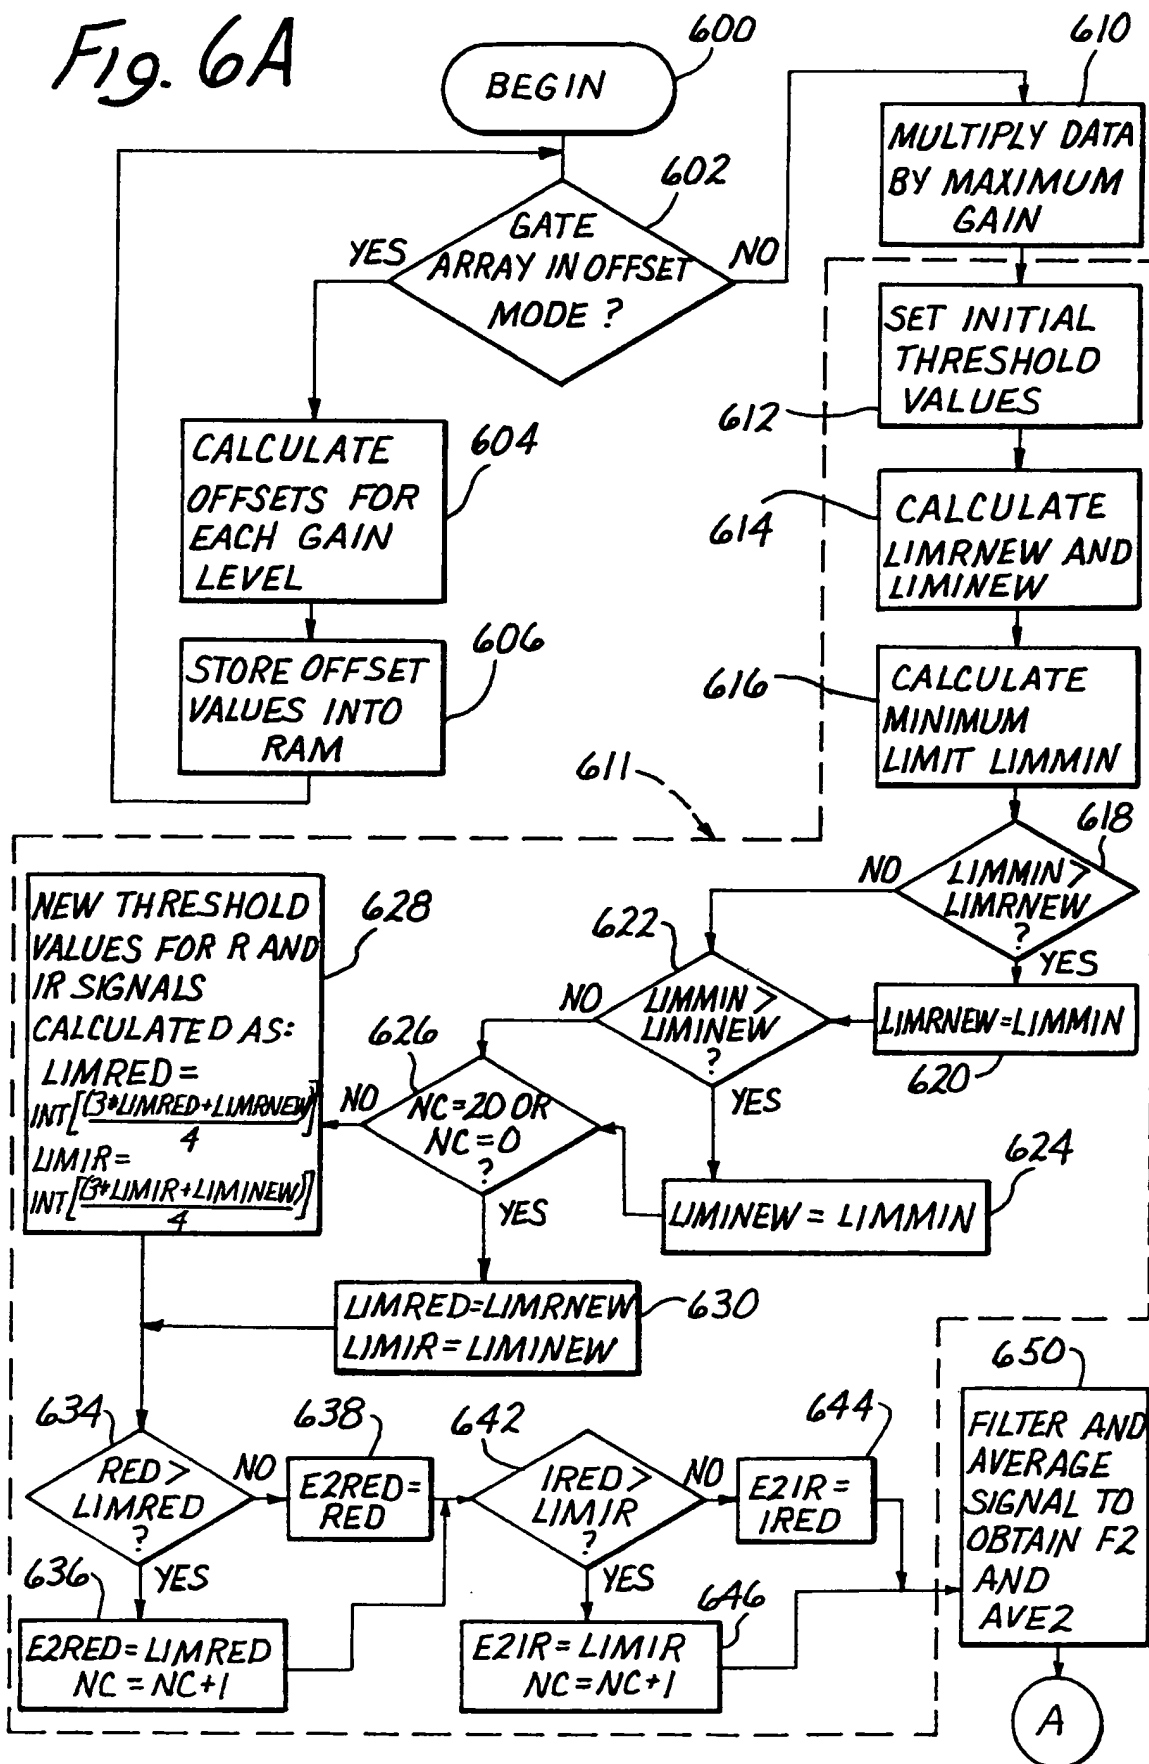 Fig. 6A
600
BEGIN
602
GATE
ARRAY IN OFFSET
MODE ?
YES
NO
604
CALCULATE
OFFSETS FOR
EACH GAIN
LEVEL
606
STORE OFFSET
VALUES INTO
RAM
610
MULTIPLY DATA
BY MAXIMUM
GAIN
611
612
SET INITIAL
THRESHOLD
VALUES
614
CALCULATE
LIMRNEW AND
LIMINEW
616
CALCULATE
MINIMUM
LIMIT LIMMIN
618
LIMMIN >
LIMRNEW
?
NO
YES
LIMRNEW=LIMMIN
620
622
LIMMIN >
LIMINEW
?
NO
YES
624
LIMINEW = LIMMIN
626
NC=20 OR
NC=0
?
NO
YES
628
NEW THRESHOLD
VALUES FOR R AND
IR SIGNALS
CALCULATED AS:
LIMRED =
INT[(3*LIMRED+LIMRNEW)]
4
LIMIR =
INT[(3*LIMIR+LIMINEW)]
4
630
LIMRED=LIMRNEW
LIMIR = LIMINEW
634
RED >
LIMRED
?
NO
YES
636
E2RED=LIMRED
NC=NC+1
638
E2RED=
RED
642
IRED >
LIMIR
?
NO
YES
644
E2IR =
IRED
646
E2IR = LIMIR
NC=NC+1
650
FILTER AND
AVERAGE
SIGNAL TO
OBTAIN F2
AND
AVE2
A